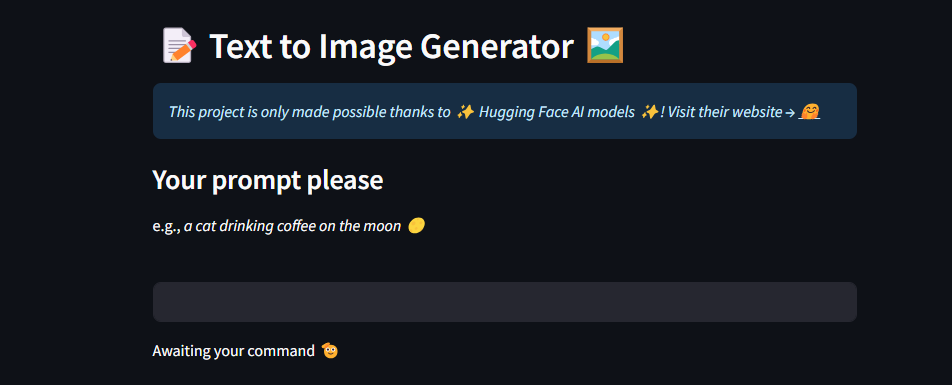 📝 Text to Image Generator 🖼️
This project is only made possible thanks to ✨ Hugging Face AI models ✨! Visit their website → 🤗
Your prompt please
e.g., a cat drinking coffee on the moon 🌕
Awaiting your command 🫡